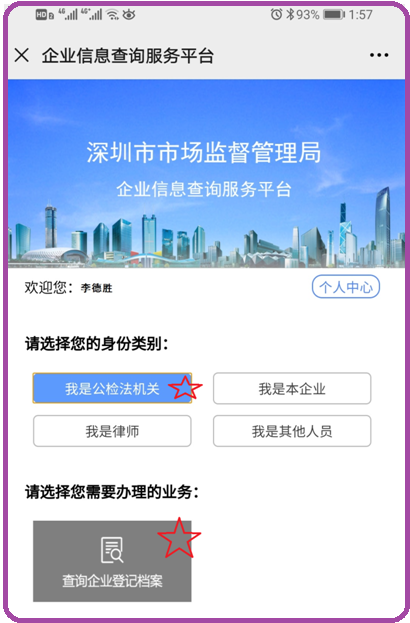 HD 2 4G 4G+ 93% 1:57
企业信息查询服务平台
深圳市市场监督管理局
企业信息查询服务平台
欢迎您：李德胜
个人中心
请选择您的身份类别：
我是公检法机关 我是本企业
我是律师 我是其他人员
请选择您需要办理的业务：
查询企业登记档案